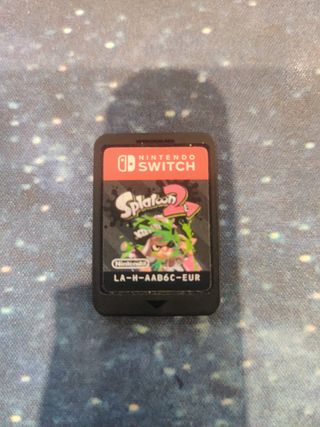 NINTENDO
SWITCH
Splatoon 2
Nintendo
LA-H-AAB6C-EUR